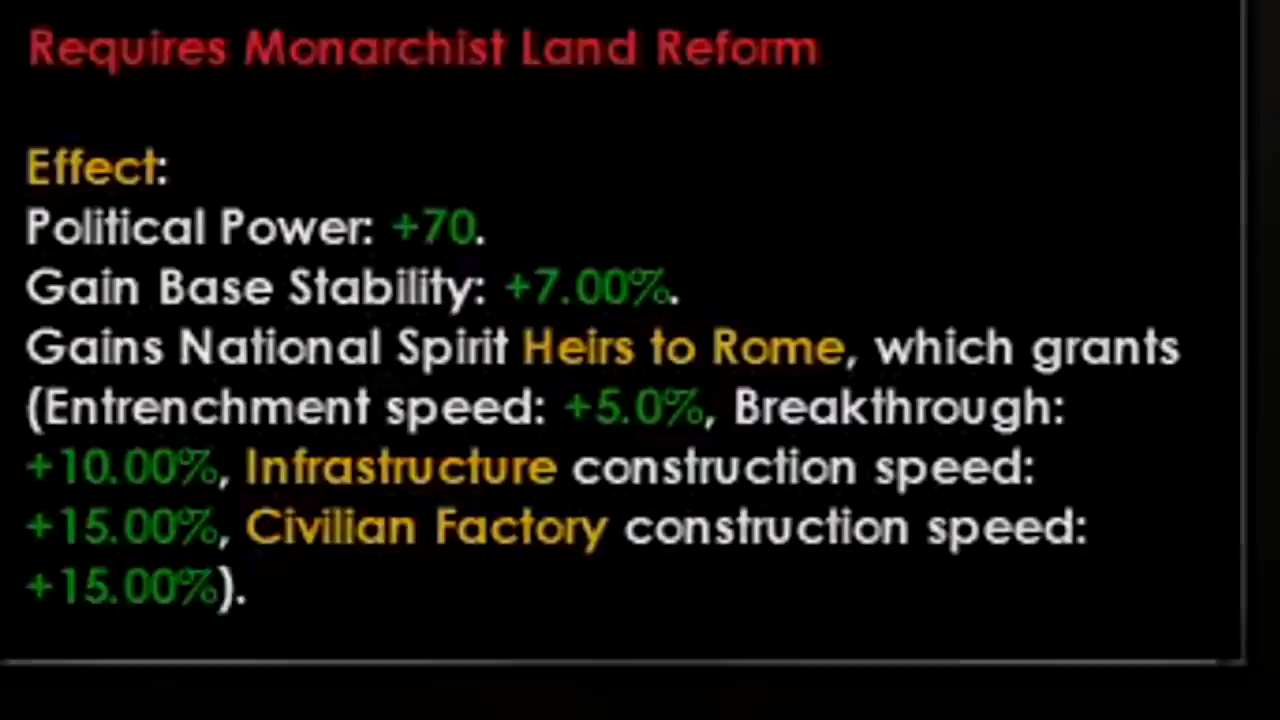 Requires Monarchist Land Reform
Effect:
Political Power: +70.
Gain Base Stability: +7.00%.
Gains National Spirit Heirs to Rome, which grants
(Entrenchment speed: +5.0%, Breakthrough:
+10.00%, Infrastructure construction speed:
+15.00%, Civilian Factory construction speed:
+15.00%).